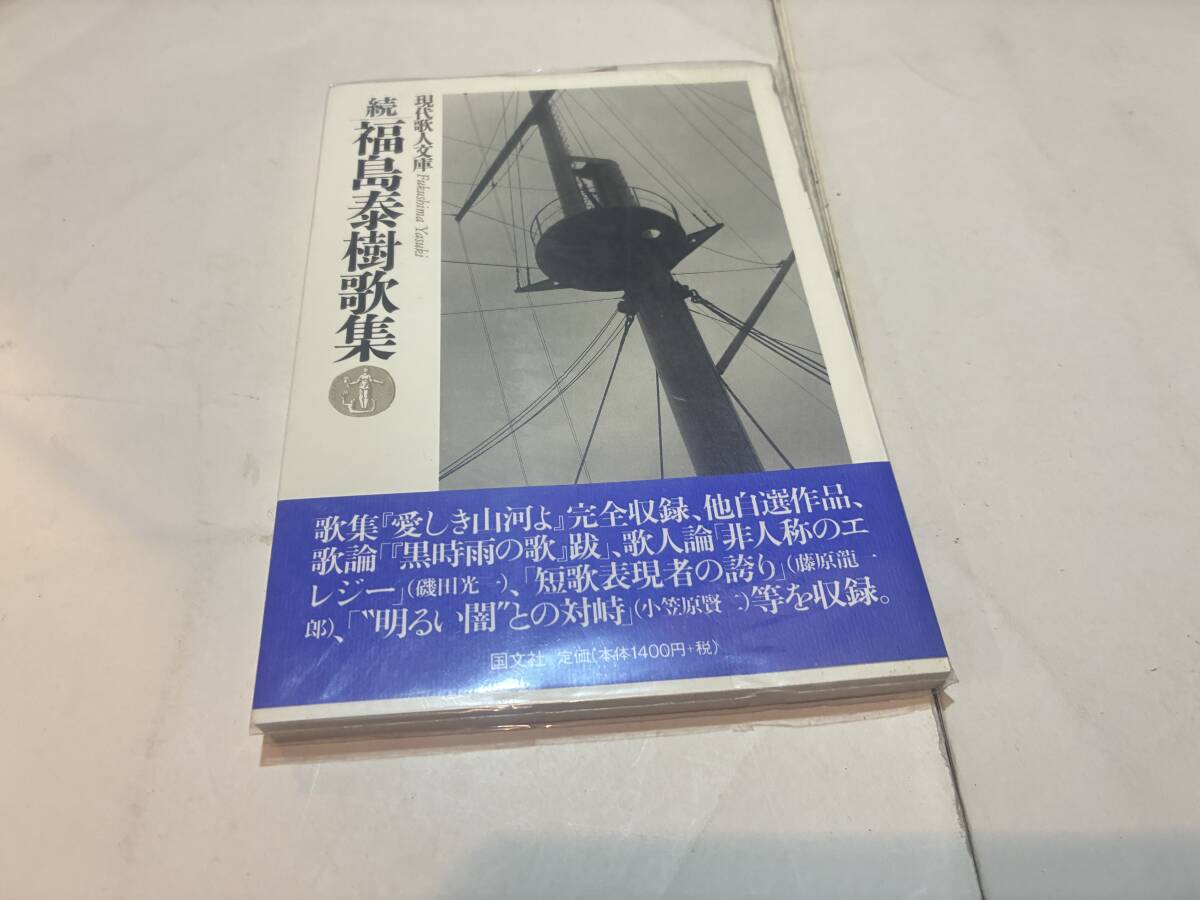 現代歌人文庫
Fukushima Yasuki
続 福島泰樹歌集
歌集『愛しき山河よ』完全収録、他自選作品、
歌論「『黒時雨の歌』跋」、歌人論「非人称のエ
レジー」(磯田光一)、「短歌表現者の誇り」(藤原龍一
郎)、「〝明るい闇〟との対峙」(小笠原賢二)等を収録。
国文社 定価(本体1400円+税)